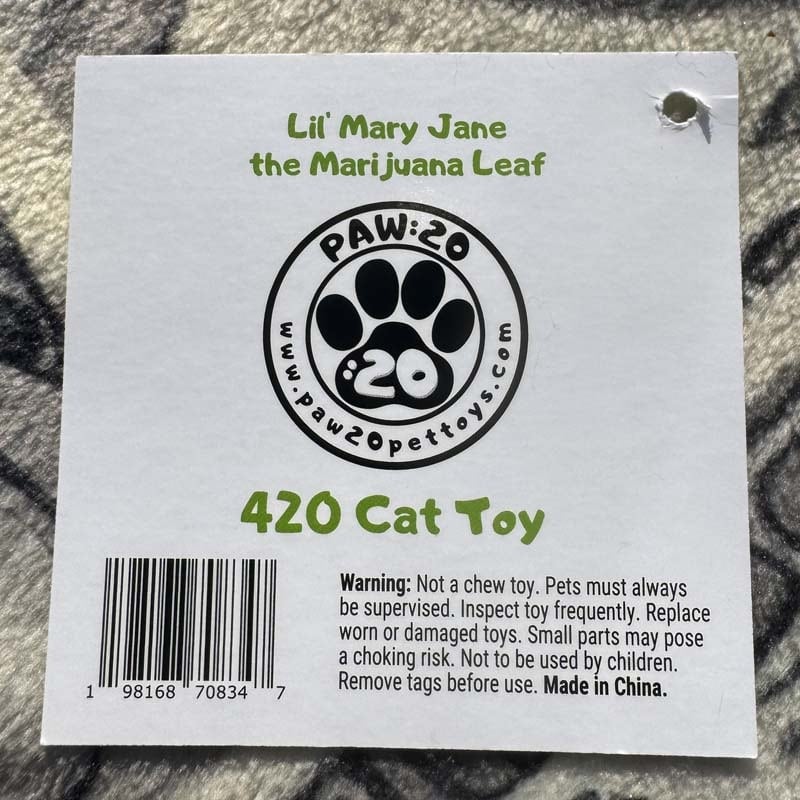 Lil' Mary Jane
the Marijuana Leaf
PAW:20
:20
www.paw20pettoys.com
420 Cat Toy
Warning: Not a chew toy. Pets must always
be supervised. Inspect toy frequently. Replace
worn or damaged toys. Small parts may pose
a choking risk. Not to be used by children.
Remove tags before use. Made in China.
1 98168 70834 7